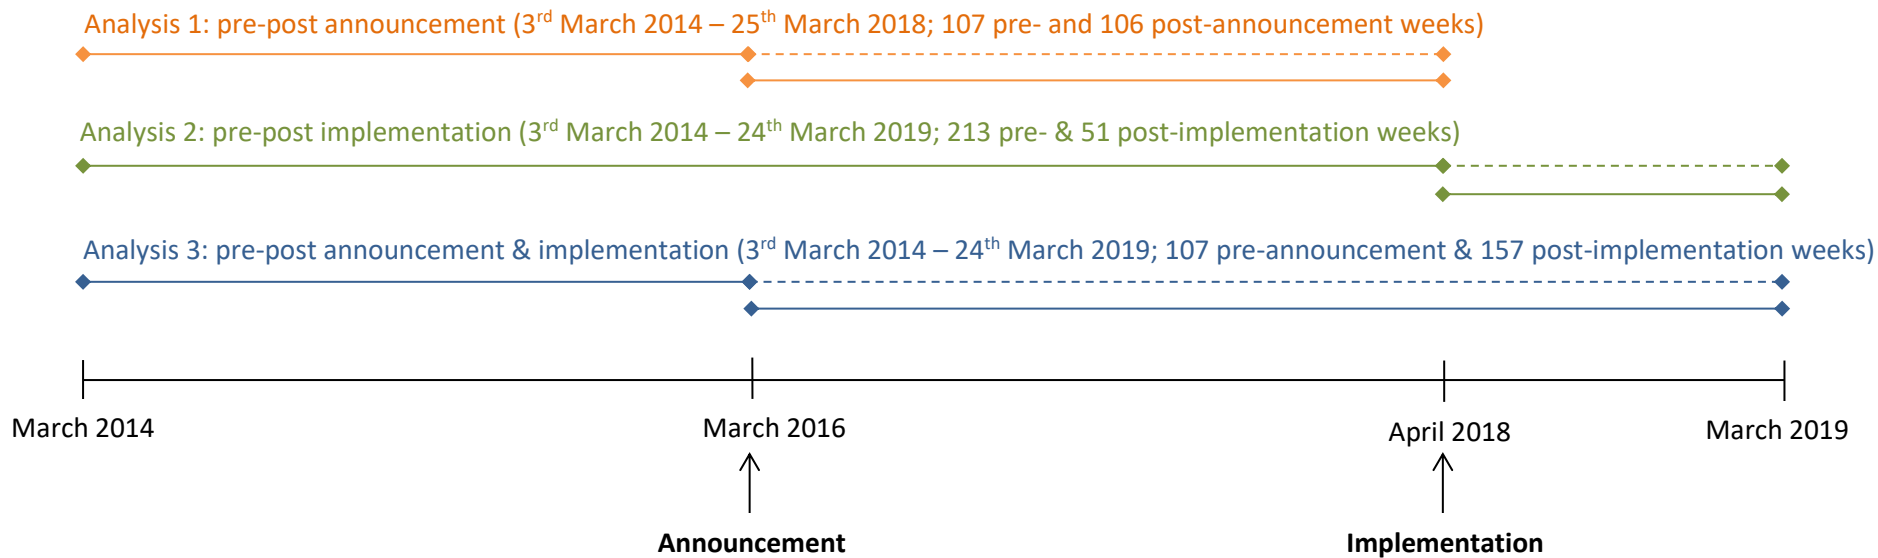 Analysis 1: pre-post announcement (3rd March 2014 – 25th March 2018; 107 pre- and 106 post-announcement weeks)
Analysis 2: pre-post implementation (3rd March 2014 – 24th March 2019; 213 pre- & 51 post-implementation weeks)
Analysis 3: pre-post announcement & implementation (3rd March 2014 – 24th March 2019; 107 pre-announcement & 157 post-implementation weeks)
March 2014
March 2016
April 2018
March 2019
Announcement
Implementation